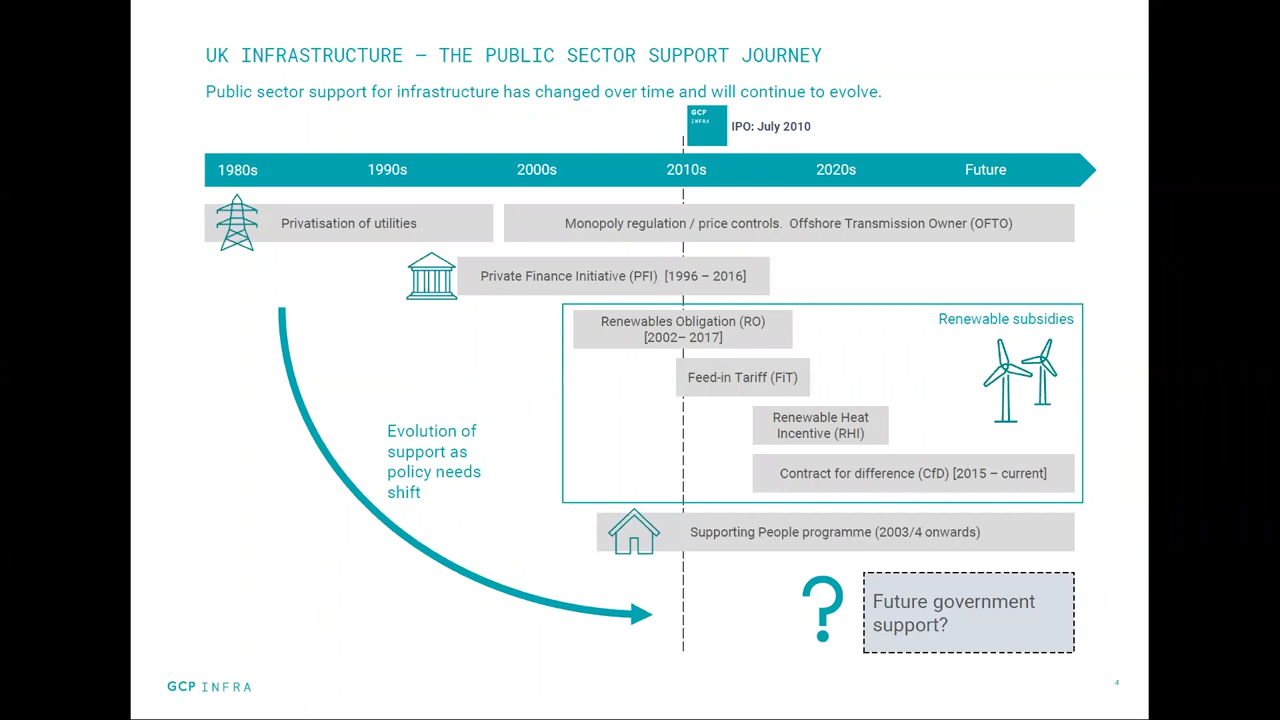 UK INFRASTRUCTURE – THE PUBLIC SECTOR SUPPORT JOURNEY
Public sector support for infrastructure has changed over time and will continue to evolve.
GCP
INFRA
IPO: July 2010
1980s 1990s 2000s 2010s 2020s Future
Privatisation of utilities
Monopoly regulation / price controls. Offshore Transmission Owner (OFTO)
Private Finance Initiative (PFI) [1996 – 2016]
Renewable subsidies
Renewables Obligation (RO)
[2002– 2017]
Feed-in Tariff (FiT)
Renewable Heat
Incentive (RHI)
Contract for difference (CfD) [2015 – current]
Evolution of
support as
policy needs
shift
Supporting People programme (2003/4 onwards)
?
Future government
support?
GCP INFRA
4